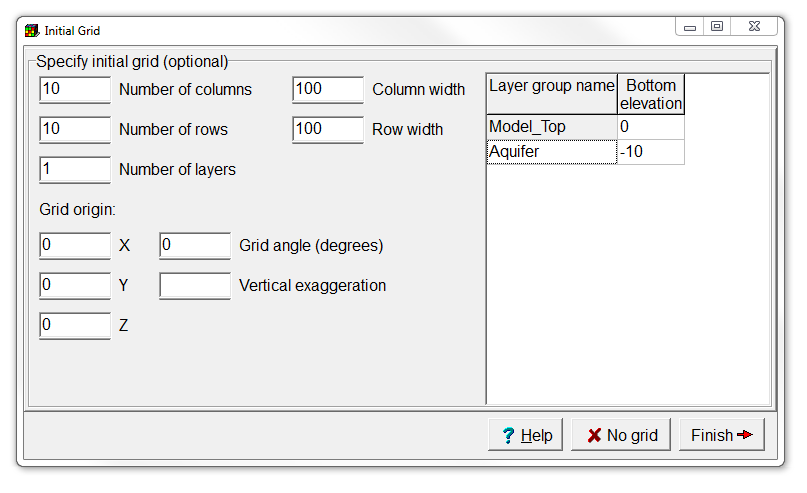 Initial Grid
Specify initial grid (optional)
10 Number of columns 100 Column width
10 Number of rows 100 Row width
1 Number of layers
Grid origin:
0 X 0 Grid angle (degrees)
0 Y Vertical exaggeration
0 Z
Layer group name Bottom elevation
Model_Top 0
Aquifer -10
Help No grid Finish